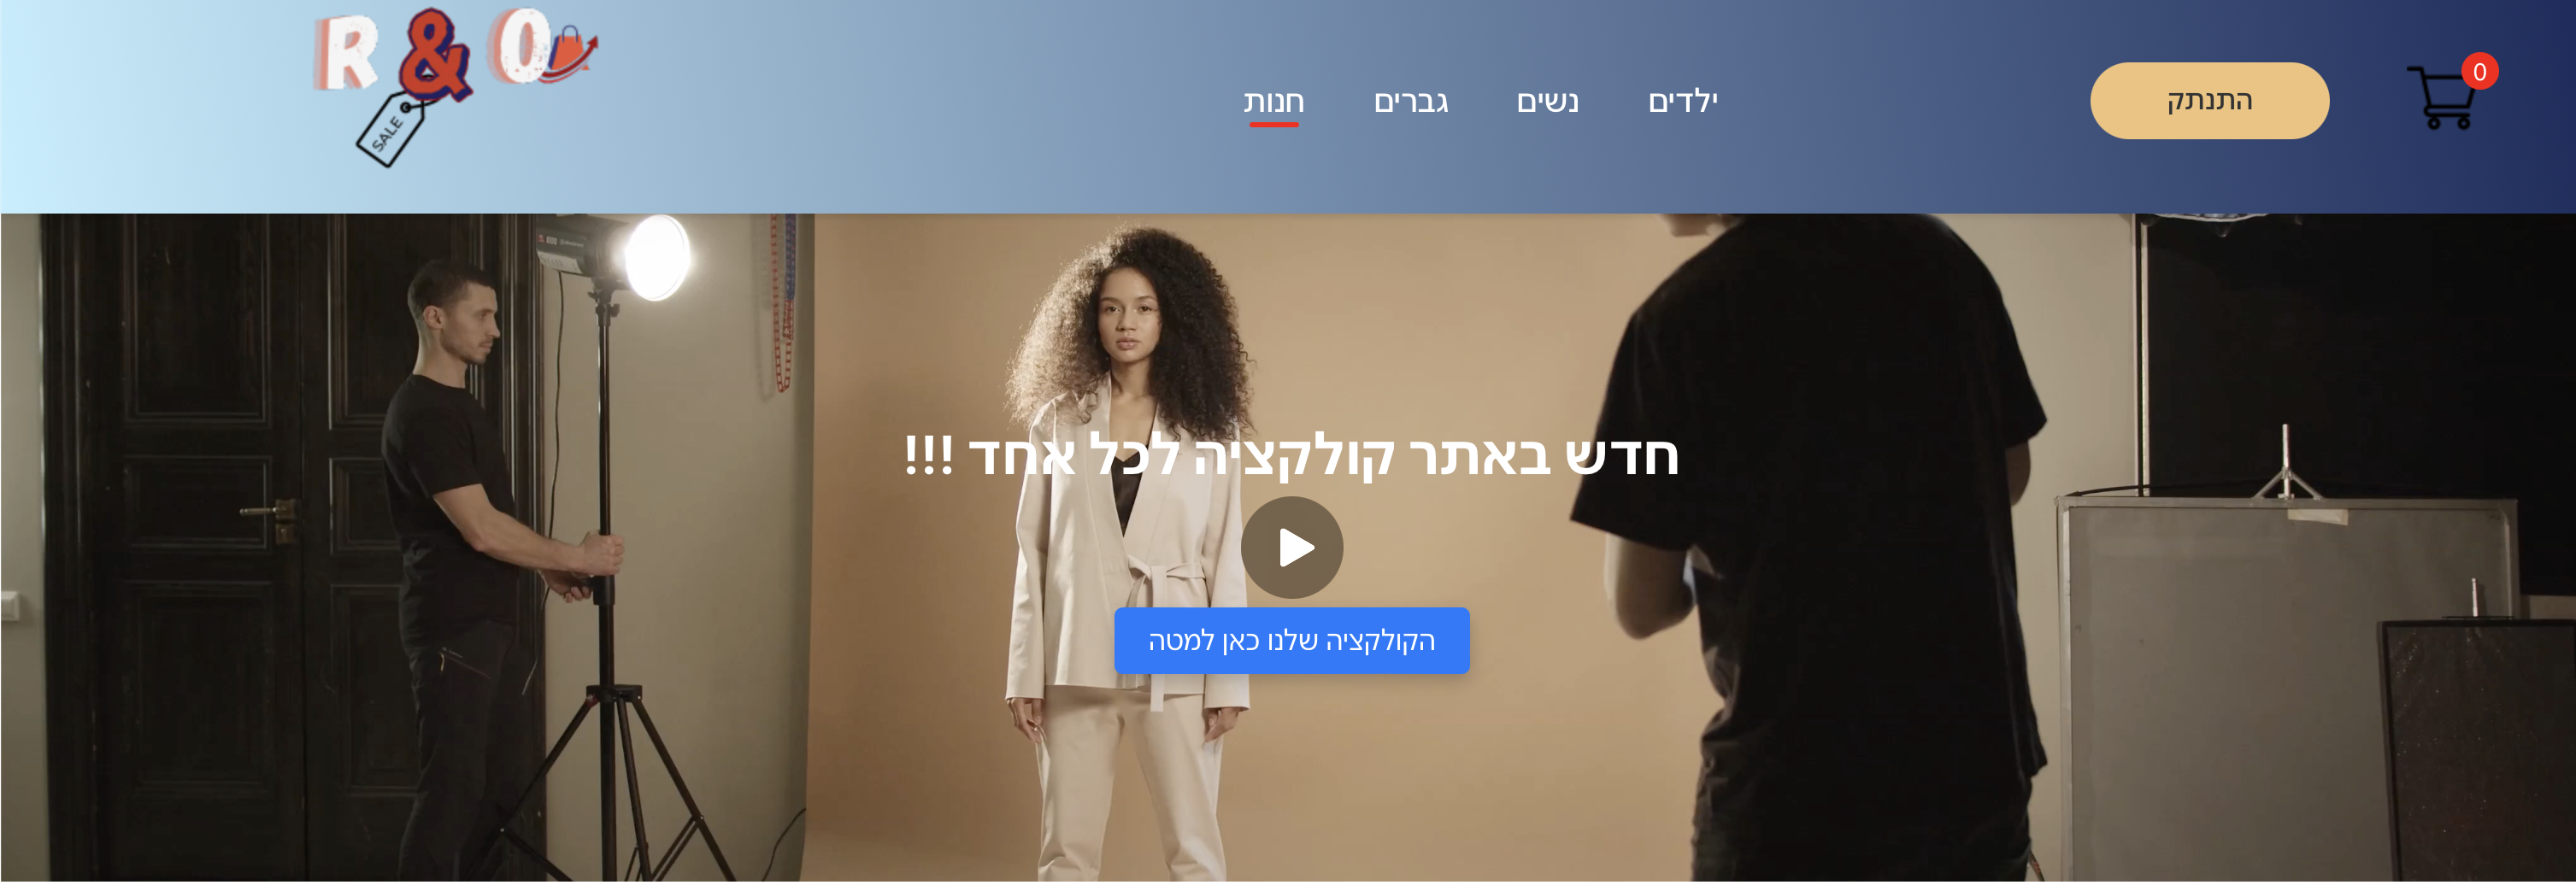 R & O
SALE
חנות
גברים
נשים
ילדים
התנתק
0
חדש באתר קולקציה לכל אחד !!!
הקולקציה שלנו כאן למטה